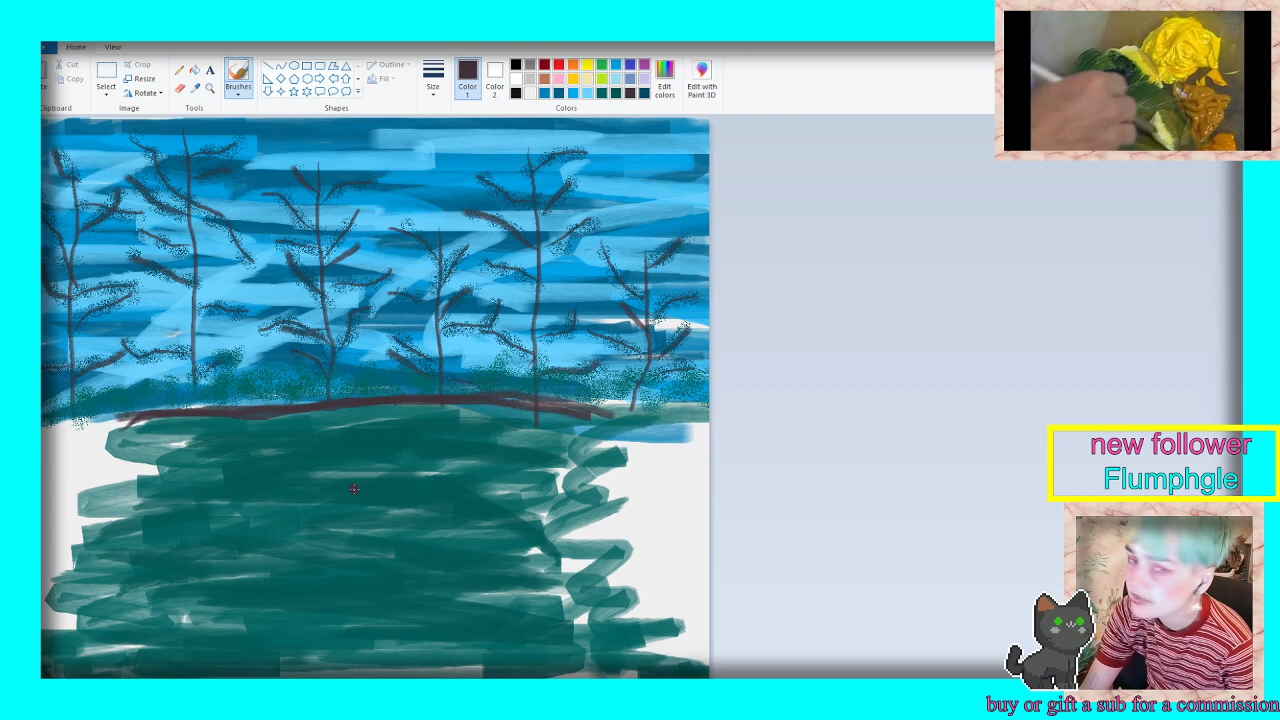 Home
View
Cut
Copy
Clipboard
Select
Crop
Resize
Rotate
Image
Tools
Brushes
Shapes
Outline
Fill
Size
Color
1
Color
2
Colors
Edit
colors
Edit with
Paint 3D
new follower
Flumphgle
buy or gift a sub for a commission